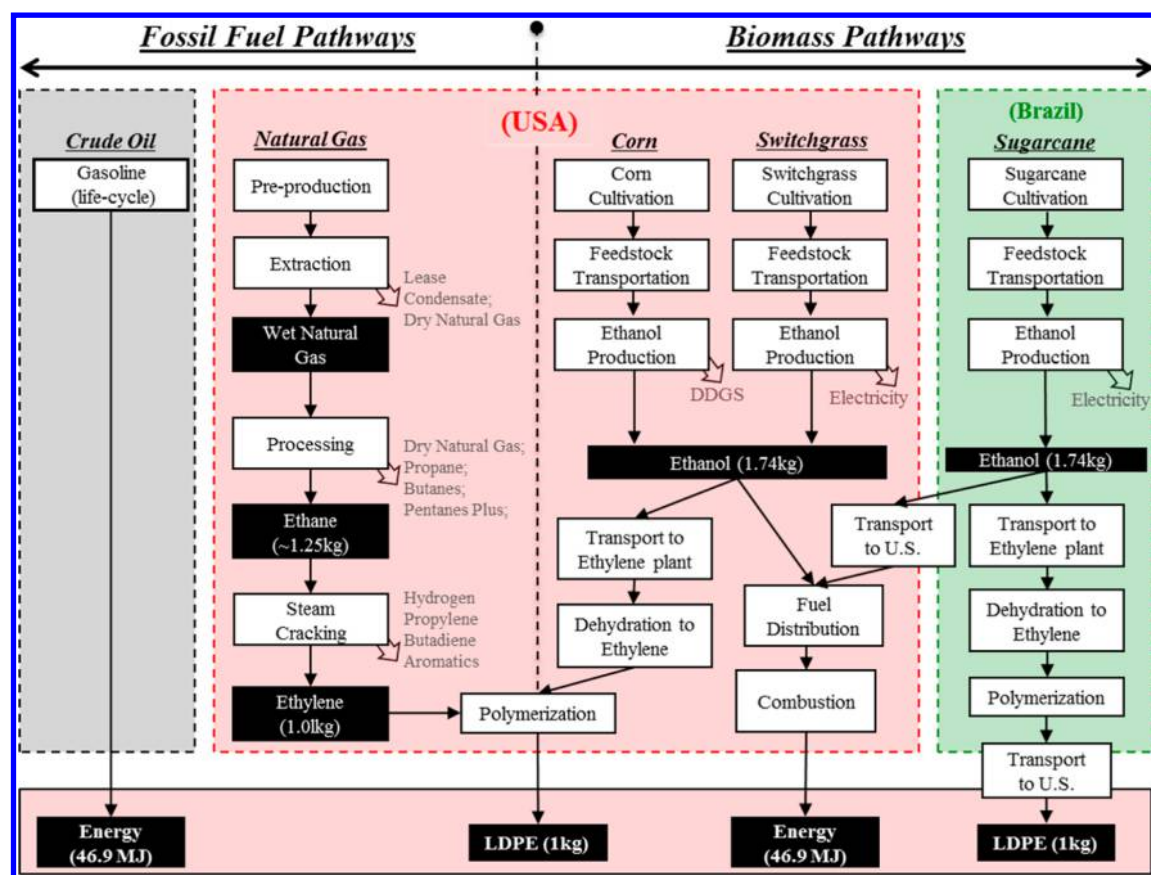 Fossil Fuel Pathways
Biomass Pathways
(USA)
(Brazil)
Crude Oil
Gasoline
(life-cycle)
Energy
(46.9 MJ)
Natural Gas
Pre-production
Extraction
Lease
Condensate;
Dry Natural Gas
Wet Natural
Gas
Processing
Dry Natural Gas;
Propane;
Butanes;
Pentanes Plus;
Ethane
(~1.25kg)
Steam
Cracking
Hydrogen
Propylene
Butadiene
Aromatics
Ethylene
(1.0lkg)
Polymerization
LDPE (1kg)
Corn
Corn
Cultivation
Feedstock
Transportation
Ethanol
Production
DDGS
Switchgrass
Switchgrass
Cultivation
Feedstock
Transportation
Ethanol
Production
Electricity
Ethanol (1.74kg)
Transport to
Ethylene plant
Dehydration to
Ethylene
Transport
to U.S.
Fuel
Distribution
Combustion
Energy
(46.9 MJ)
Sugarcane
Sugarcane
Cultivation
Feedstock
Transportation
Ethanol
Production
Electricity
Ethanol (1.74kg)
Transport to
Ethylene plant
Dehydration to
Ethylene
Polymerization
Transport
to U.S.
LDPE (1kg)